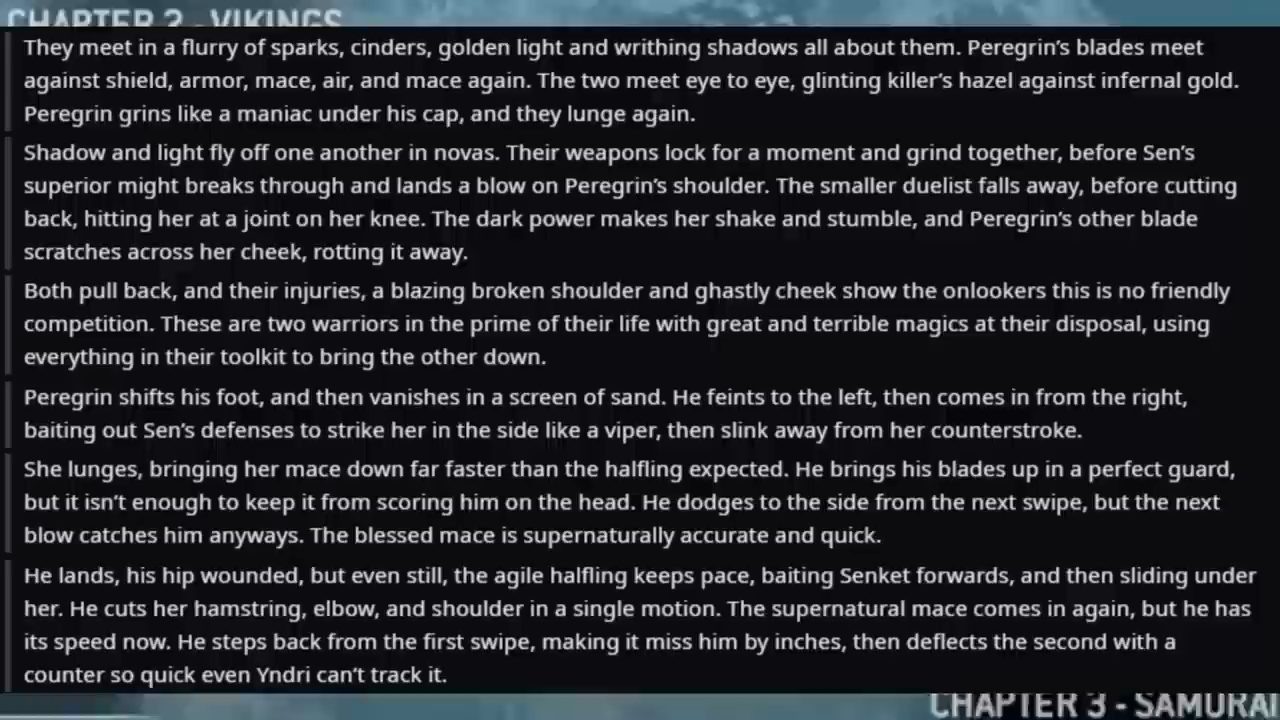 CHAPTER 2 - VIKINGS
They meet in a flurry of sparks, cinders, golden light and writhing shadows all about them. Peregrin’s blades meet
against shield, armor, mace, air, and mace again. The two meet eye to eye, glinting killer’s hazel against infernal gold.
Peregrin grins like a maniac under his cap, and they lunge again.
Shadow and light fly off one another in novas. Their weapons lock for a moment and grind together, before Sen’s
superior might breaks through and lands a blow on Peregrin’s shoulder. The smaller duelist falls away, before cutting
back, hitting her at a joint on her knee. The dark power makes her shake and stumble, and Peregrin’s other blade
scratches across her cheek, rotting it away.
Both pull back, and their injuries, a blazing broken shoulder and ghastly cheek show the onlookers this is no friendly
competition. These are two warriors in the prime of their life with great and terrible magics at their disposal, using
everything in their toolkit to bring the other down.
Peregrin shifts his foot, and then vanishes in a screen of sand. He feints to the left, then comes in from the right,
baiting out Sen’s defenses to strike her in the side like a viper, then slink away from her counterstroke.
She lunges, bringing her mace down far faster than the halfling expected. He brings his blades up in a perfect guard,
but it isn’t enough to keep it from scoring him on the head. He dodges to the side from the next swipe, but the next
blow catches him anyways. The blessed mace is supernaturally accurate and quick.
He lands, his hip wounded, but even still, the agile halfling keeps pace, baiting Senket forwards, and then sliding under
her. He cuts her hamstring, elbow, and shoulder in a single motion. The supernatural mace comes in again, but he has
its speed now. He steps back from the first swipe, making it miss him by inches, then deflects the second with a
counter so quick even Yndri can’t track it.
CHAPTER 3 - SAMURAI